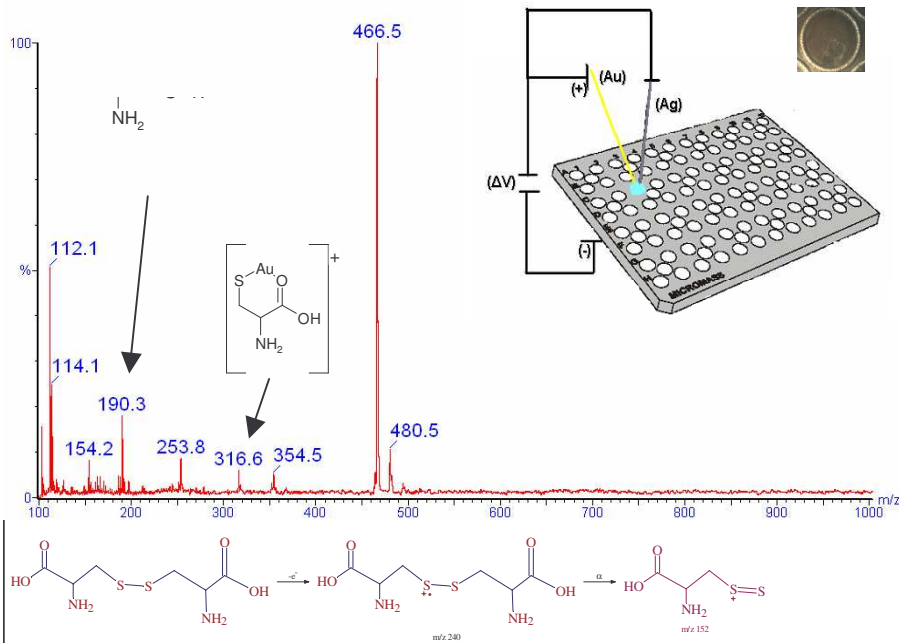 100
%
0
466.5
112.1
114.1
154.2
190.3
253.8
316.6
354.5
480.5
NH2
Au
S
O
OH
NH2
+
100
200
300
400
500
600
700
800
900
1000
m/z
(Au)
(+)
(Ag)
(ΔV)
(-)
MICROMASS
O
HO
NH2
S
S
O
OH
NH2
-e-
O
HO
NH2
S
+•
S
O
OH
NH2
m/z 240
α
O
HO
NH2
S
+
S
m/z 152